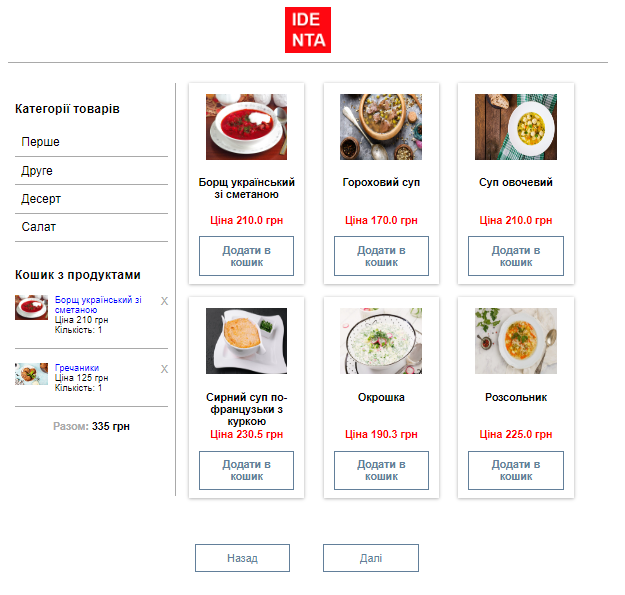 IDE
NTA
Категорії товарів
Перше
Друге
Десерт
Салат
Кошик з продуктами
Борщ український зі
сметаною
Ціна 210 грн
Кількість: 1
X
Гречаники
Ціна 125 грн
Кількість: 1
X
Разом: 335 грн
Борщ український
зі сметаною
Ціна 210.0 грн
Додати в
кошик
Гороховий суп
Ціна 170.0 грн
Додати в
кошик
Суп овочевий
Ціна 210.0 грн
Додати в
кошик
Сирний суп по-
французьки з
куркою
Ціна 230.5 грн
Додати в
кошик
Окрошка
Ціна 190.3 грн
Додати в
кошик
Розсольник
Ціна 225.0 грн
Додати в
кошик
Назад
Далі